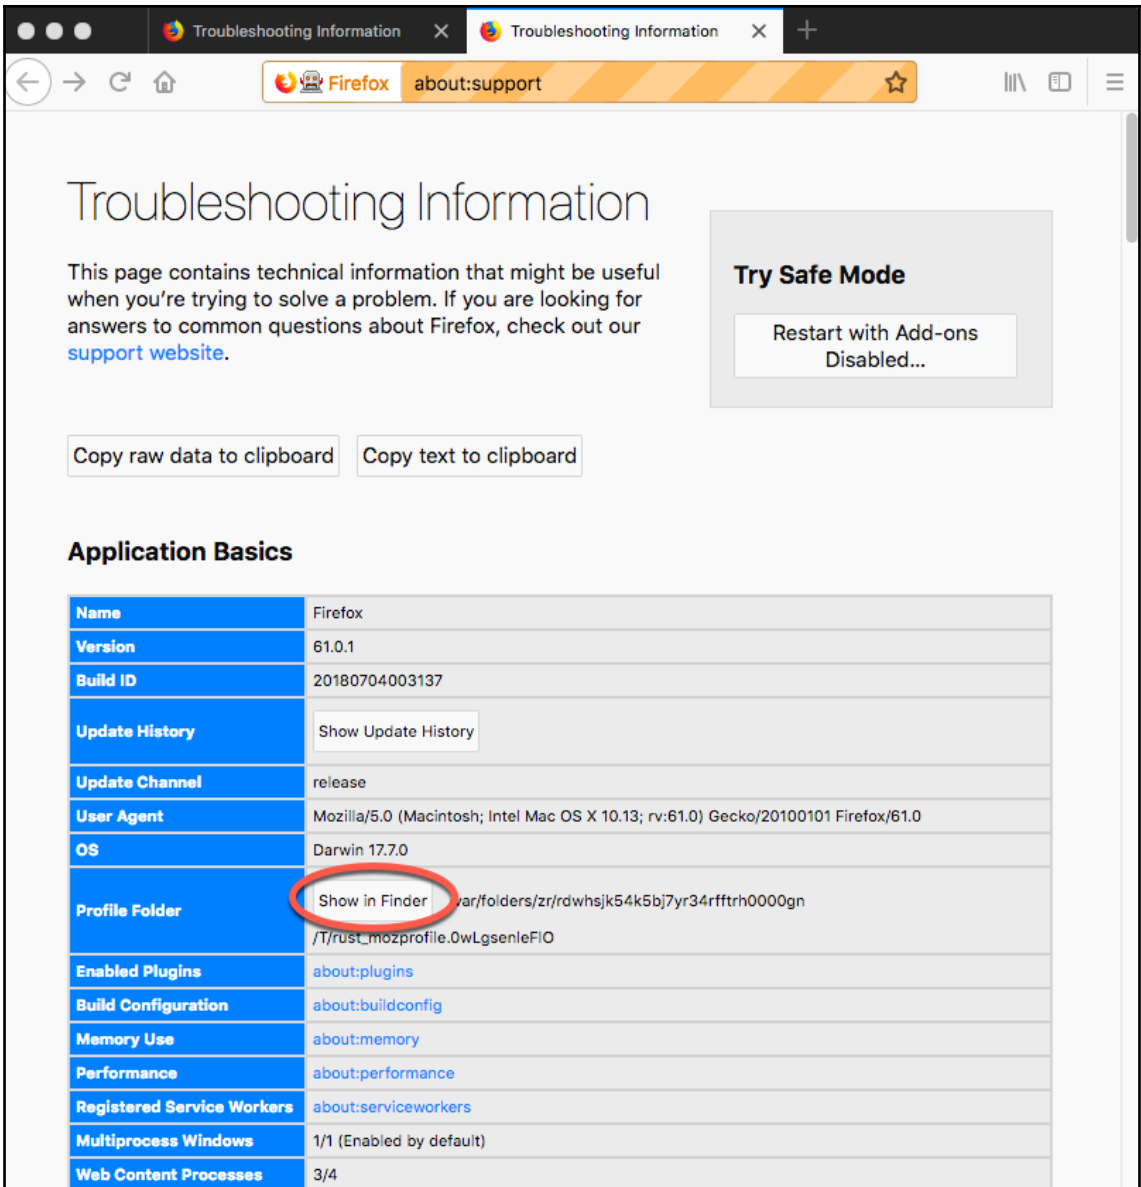 Troubleshooting Information
Troubleshooting Information
Firefox
about:support
Troubleshooting Information
This page contains technical information that might be useful
when you're trying to solve a problem. If you are looking for
answers to common questions about Firefox, check out our
support website.
Try Safe Mode
Restart with Add-ons
Disabled...
Copy raw data to clipboard
Copy text to clipboard
Application Basics
Name Firefox
Version 61.0.1
Build ID 20180704003137
Update History Show Update History
Update Channel release
User Agent Mozilla/5.0 (Macintosh; Intel Mac OS X 10.13; rv:61.0) Gecko/20100101 Firefox/61.0
OS Darwin 17.7.0
Profile Folder Show in Finder var/folders/zr/rdwhsjk54k5bj7yr34rfftrh0000gn
/T/rust_mozprofile.0wLgsenleFIO
Enabled Plugins about:plugins
Build Configuration about:buildconfig
Memory Use about:memory
Performance about:performance
Registered Service Workers about:serviceworkers
Multiprocess Windows 1/1 (Enabled by default)
Web Content Processes 3/4